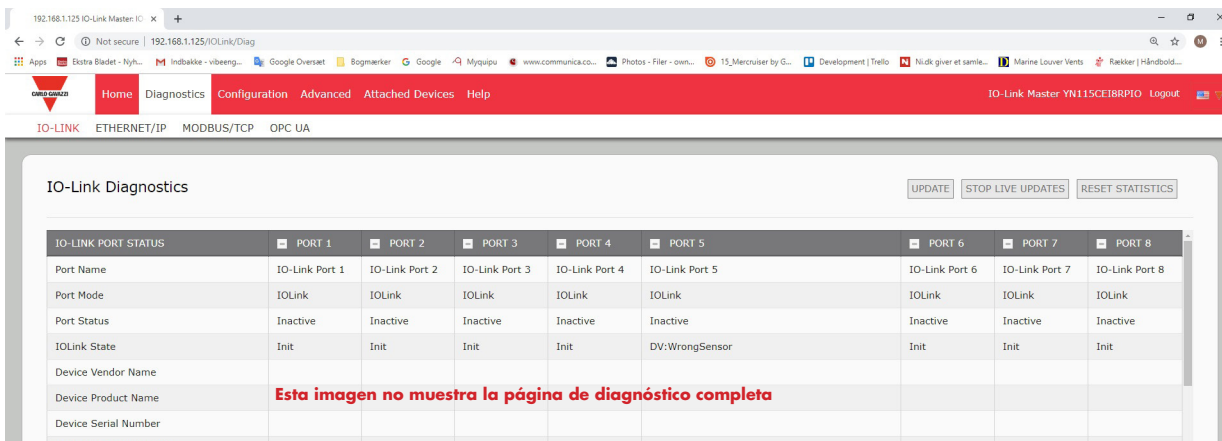 192.168.1.125 IO-Link Master: IO
Not secure 192.168.1.125/IOLink/Diag
Apps Ekstra Bladet - Nyh... Indbakke - vibeeng... Google Oversæt Bogmærker Google Myquipu www.communica.co... Photos - Filer - own... 15_Mercruiser by G... Development | Trello Ni.dk giver et samle... Marine Louver Vents Rækker | Håndbold....
CARLO GAVAZZI Home Diagnostics Configuration Advanced Attached Devices Help IO-Link Master YN115CEI8RPIO Logout
IO-LINK ETHERNET/IP MODBUS/TCP OPC UA
IO-Link Diagnostics UPDATE STOP LIVE UPDATES RESET STATISTICS
IO-LINK PORT STATUS PORT 1 PORT 2 PORT 3 PORT 4 PORT 5 PORT 6 PORT 7 PORT 8
Port Name IO-Link Port 1 IO-Link Port 2 IO-Link Port 3 IO-Link Port 4 IO-Link Port 5 IO-Link Port 6 IO-Link Port 7 IO-Link Port 8
Port Mode IOLink IOLink IOLink IOLink IOLink IOLink IOLink IOLink
Port Status Inactive Inactive Inactive Inactive Inactive Inactive Inactive Inactive
IOLink State Init Init Init Init DV:WrongSensor Init Init Init
Device Vendor Name
Device Product Name Esta imagen no muestra la página de diagnóstico completa
Device Serial Number